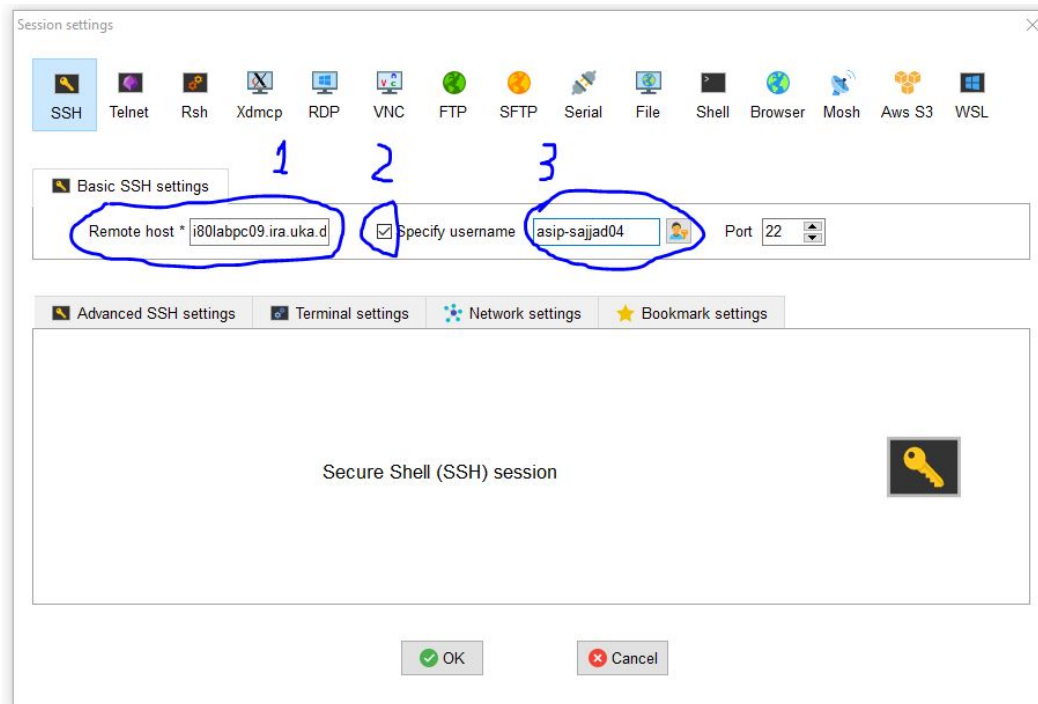 Session settings
SSH Telnet Rsh Xdmcp RDP VNC FTP SFTP Serial File Shell Browser Mosh Aws S3 WSL
1 2 3
Basic SSH settings
Remote host * i80labpc09.ira.uka.d Specify username asip-sajjad04 Port 22
Advanced SSH settings Terminal settings Network settings Bookmark settings
Secure Shell (SSH) session
OK Cancel